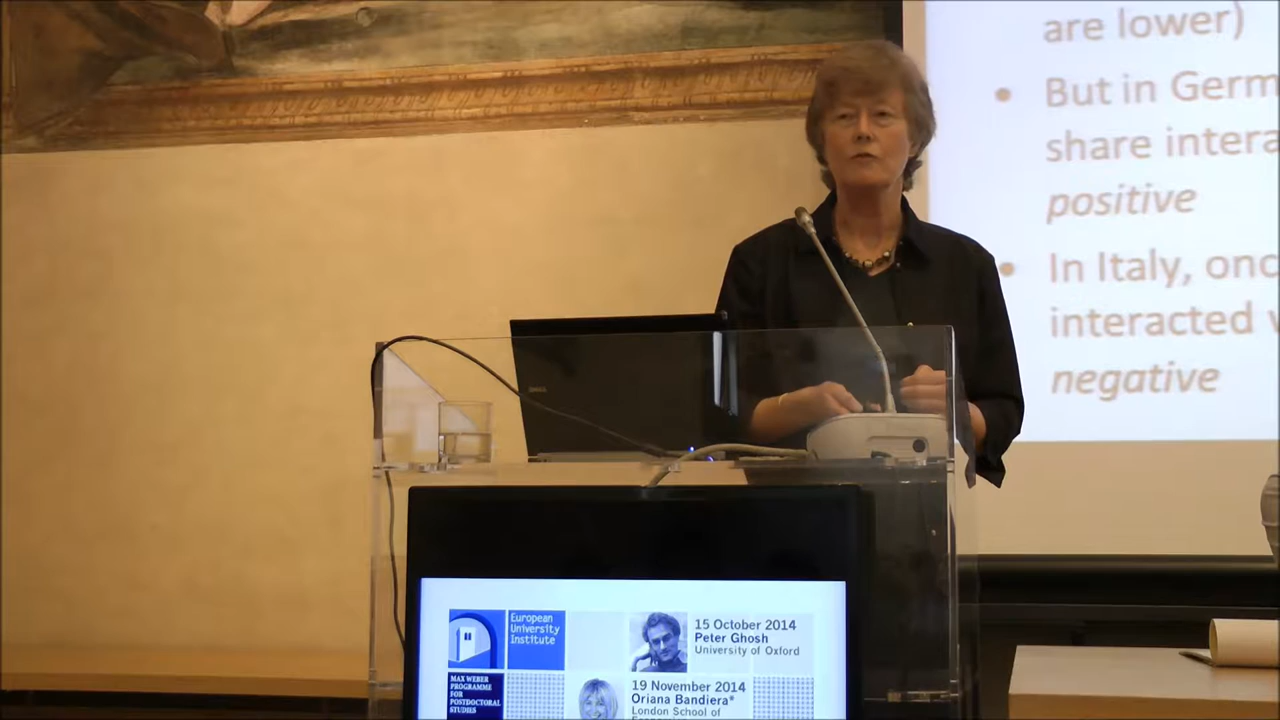 are lower)
• But in Germ
share intera
positive
• In Italy, onc
interacted
negative
European
University
Institute
MAX WEBER
PROGRAMME
FOR
POSTDOCTORAL
STUDIES
15 October 2014
Peter Ghosh
University of Oxford
19 November 2014
Oriana Bandiera*
London School of